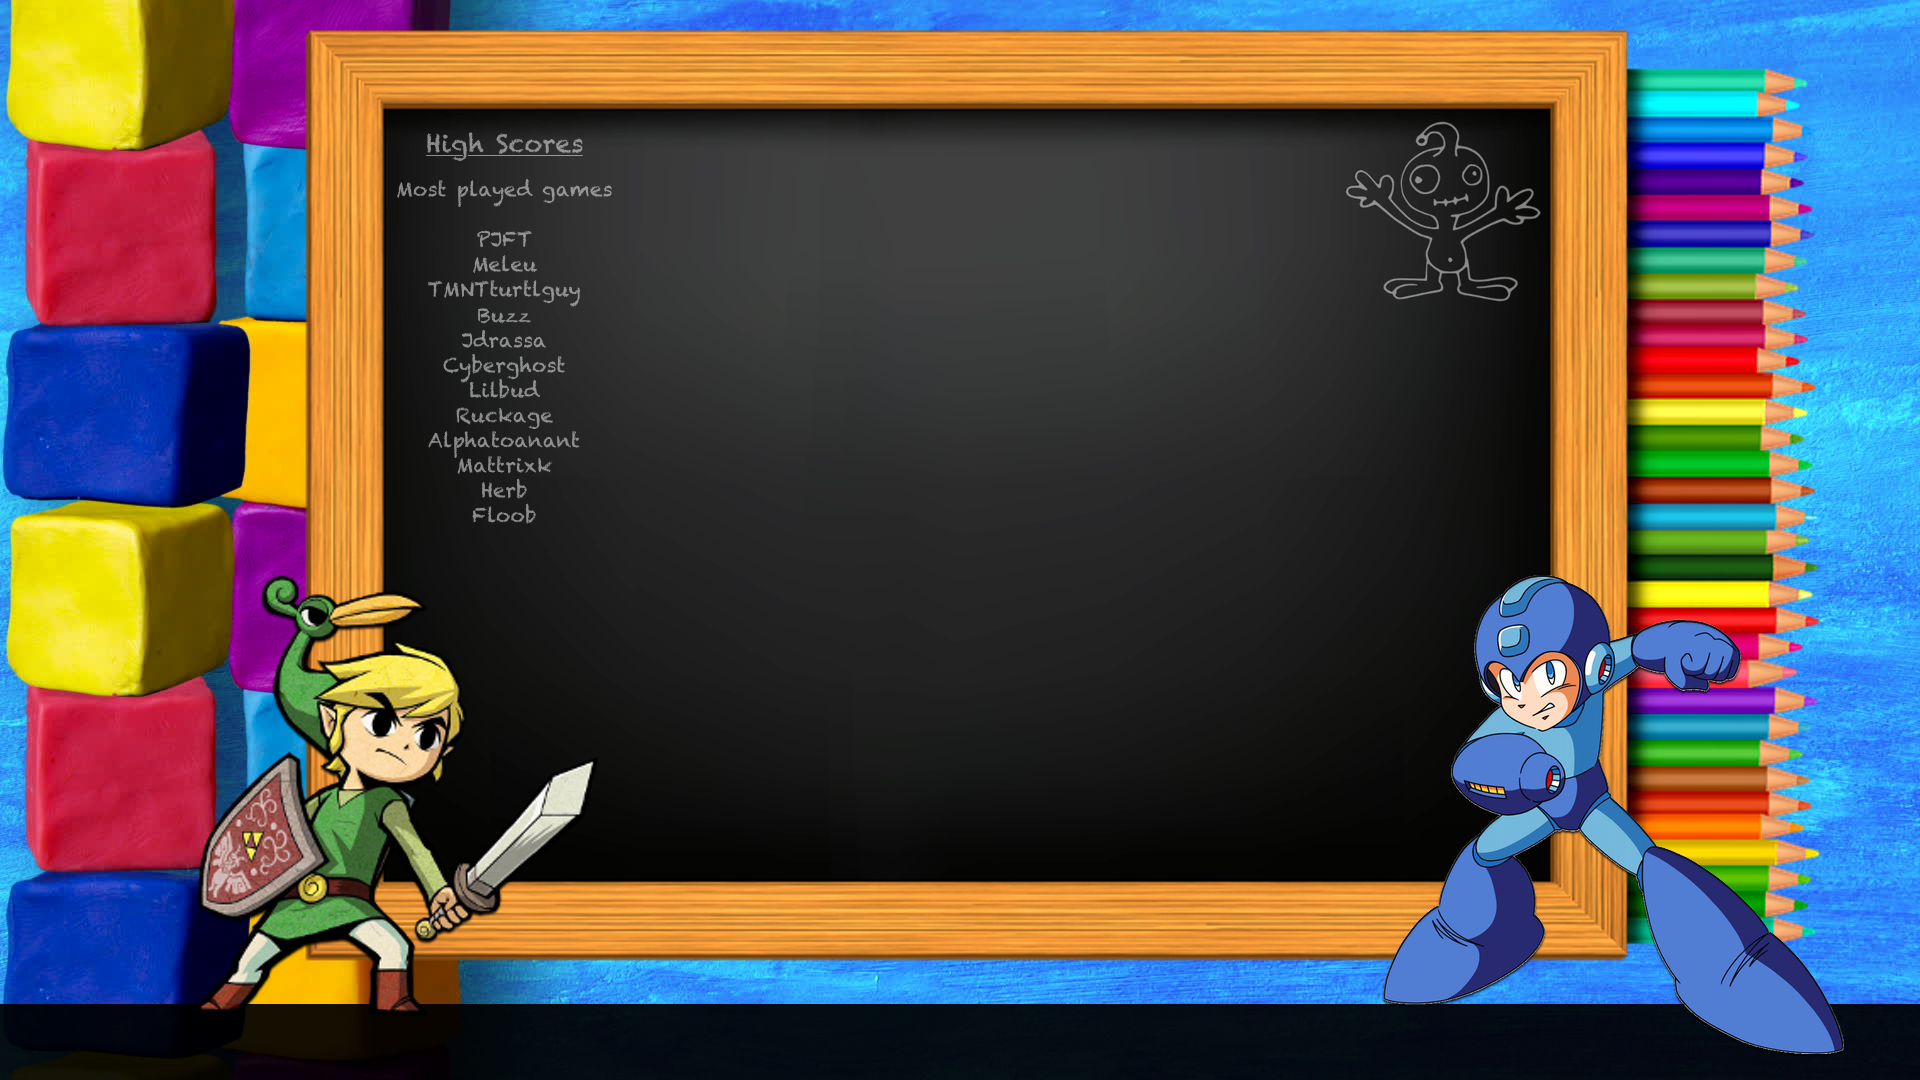 High Scores
Most played games
PJFT
Meleu
TMNTturtlguy
Buzz
Jdrassa
Cyberghost
Lilbud
Ruckage
Alphatoanant
Mattrixk
Herb
Floob